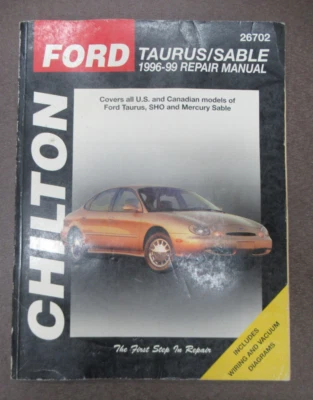 26702
FORD
TAURUS/SABLE
1996-99 REPAIR MANUAL
Covers all U.S. and Canadian models of
Ford Taurus, SHO and Mercury Sable
CHILTON
INCLUDES
WIRING AND VACUUM
DIAGRAMS
The First Step In Repair